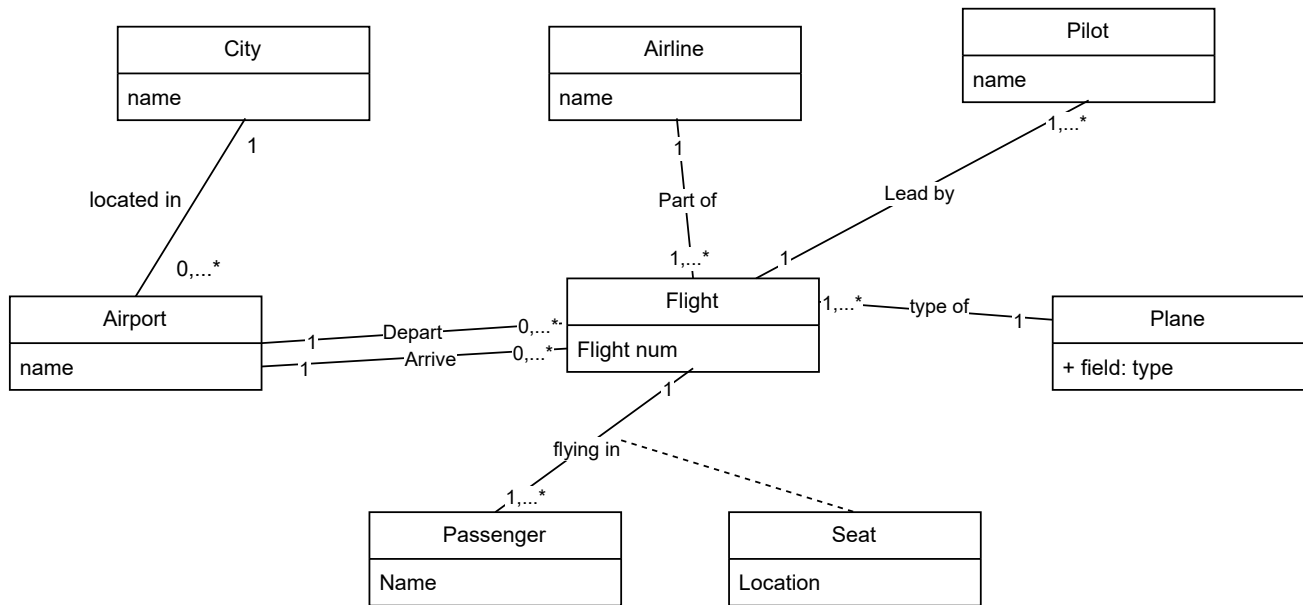 City
name
Airline
name
Pilot
name
1
1
1,...*
located in
Part of
Lead by
0,...*
1,...*
1
Airport
name
Flight
Flight num
Plane
+ field: type
1
Depart
0,...*
1
Arrive
0,...*
1,...*
type of
1
1
flying in
1,...*
Passenger
Name
Seat
Location